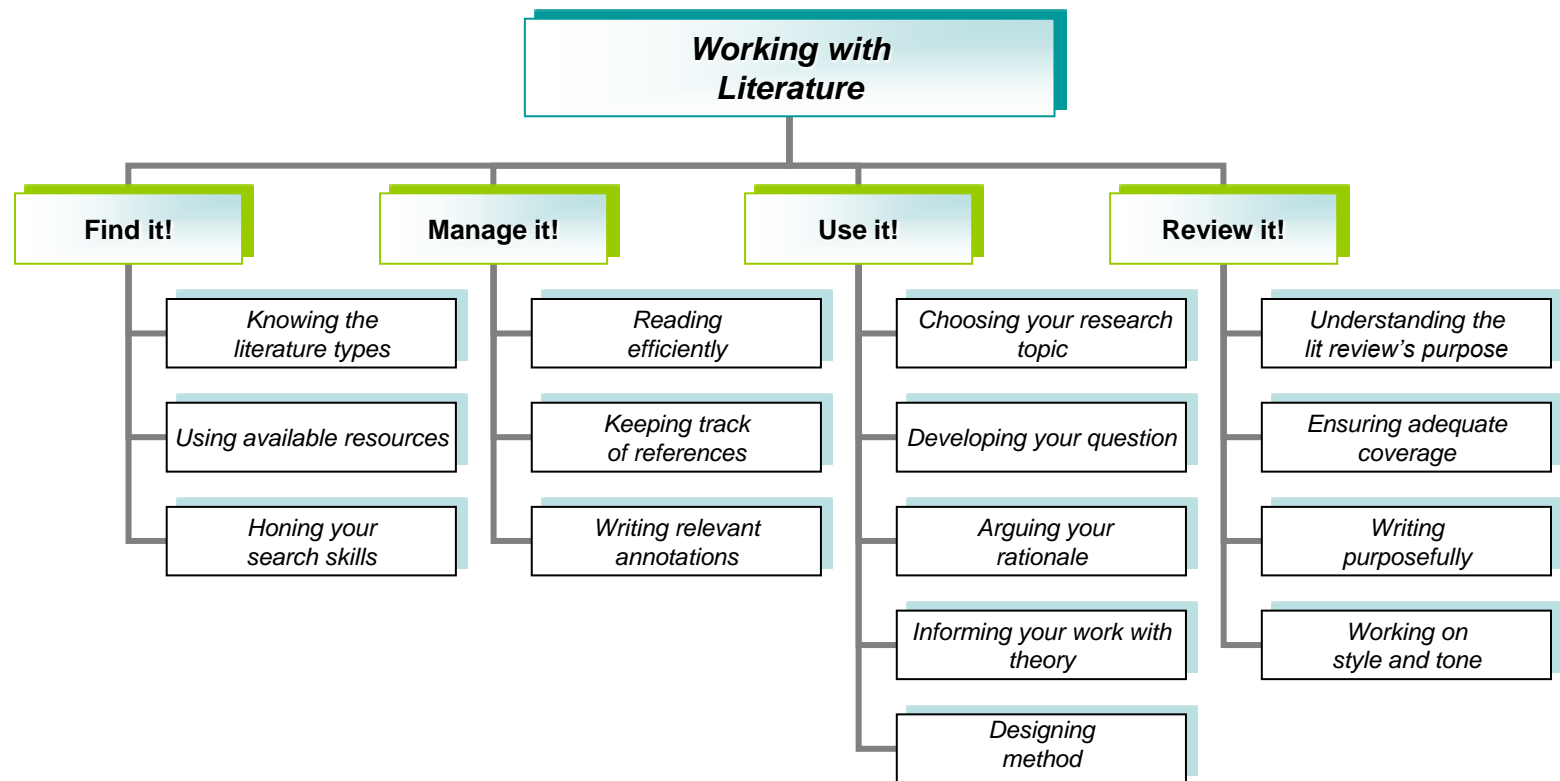 Working with
Literature
Find it!
Knowing the
literature types
Using available resources
Honing your
search skills
Manage it!
Reading
efficiently
Keeping track
of references
Writing relevant
annotations
Use it!
Choosing your research
topic
Developing your question
Arguing your
rationale
Informing your work with
theory
Designing
method
Review it!
Understanding the
lit review’s purpose
Ensuring adequate
coverage
Writing
purposefully
Working on
style and tone